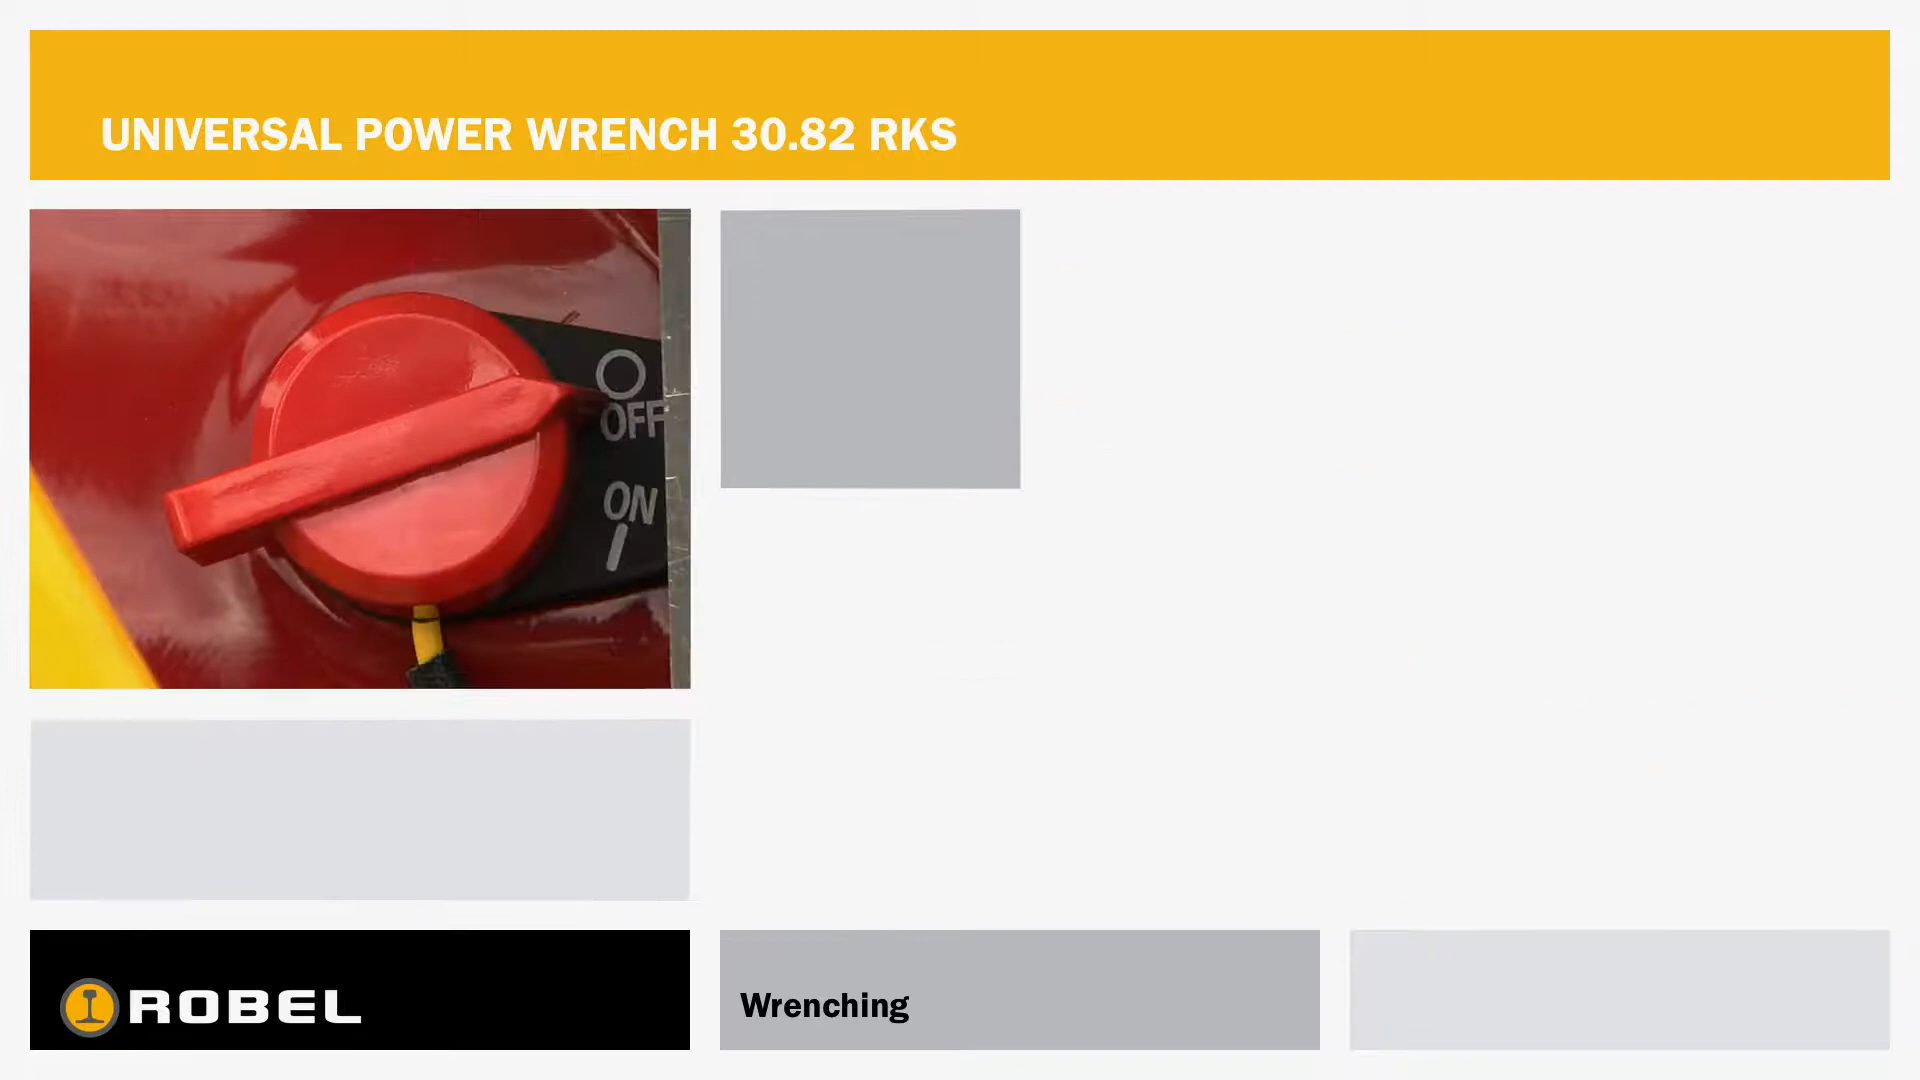 UNIVERSAL POWER WRENCH 30.82 RKS
OFF
ON
ROBEL
Wrenching